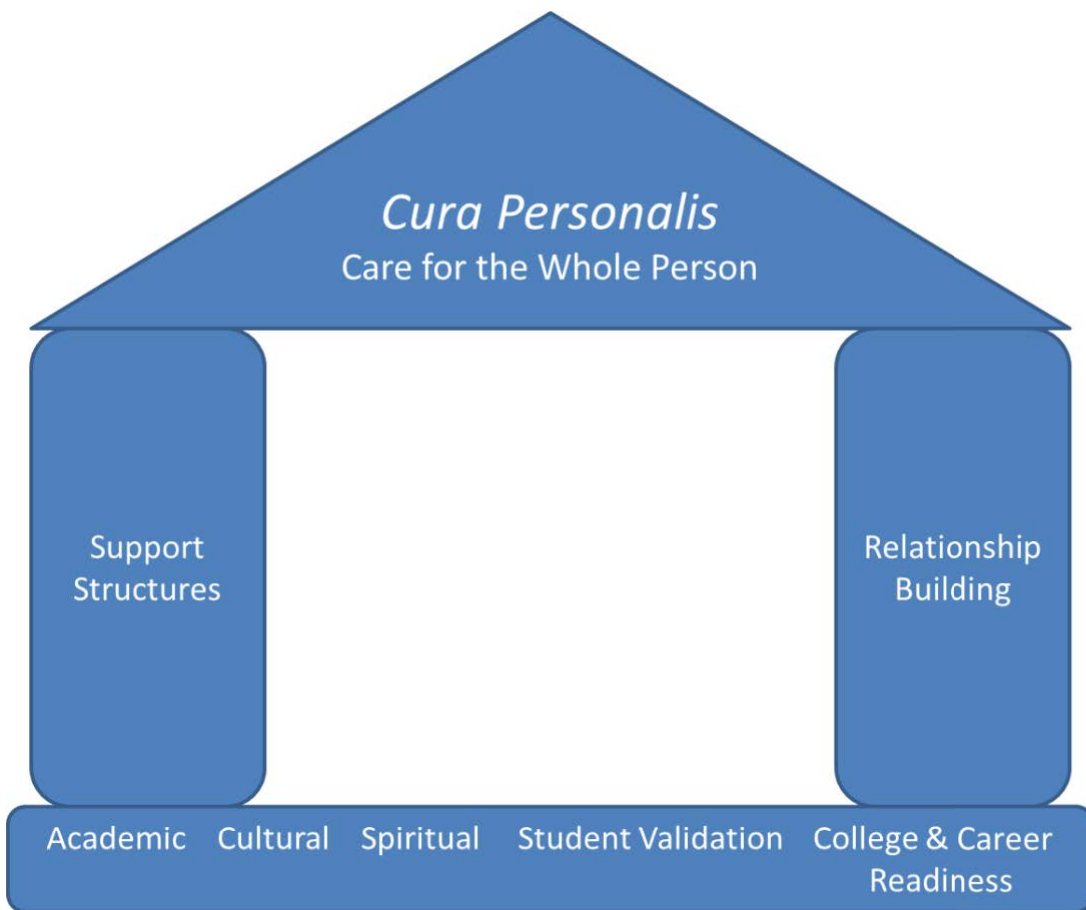 Cura Personalis
Care for the Whole Person
Support
Structures
Relationship
Building
Academic Cultural Spiritual Student Validation College & Career
Readiness